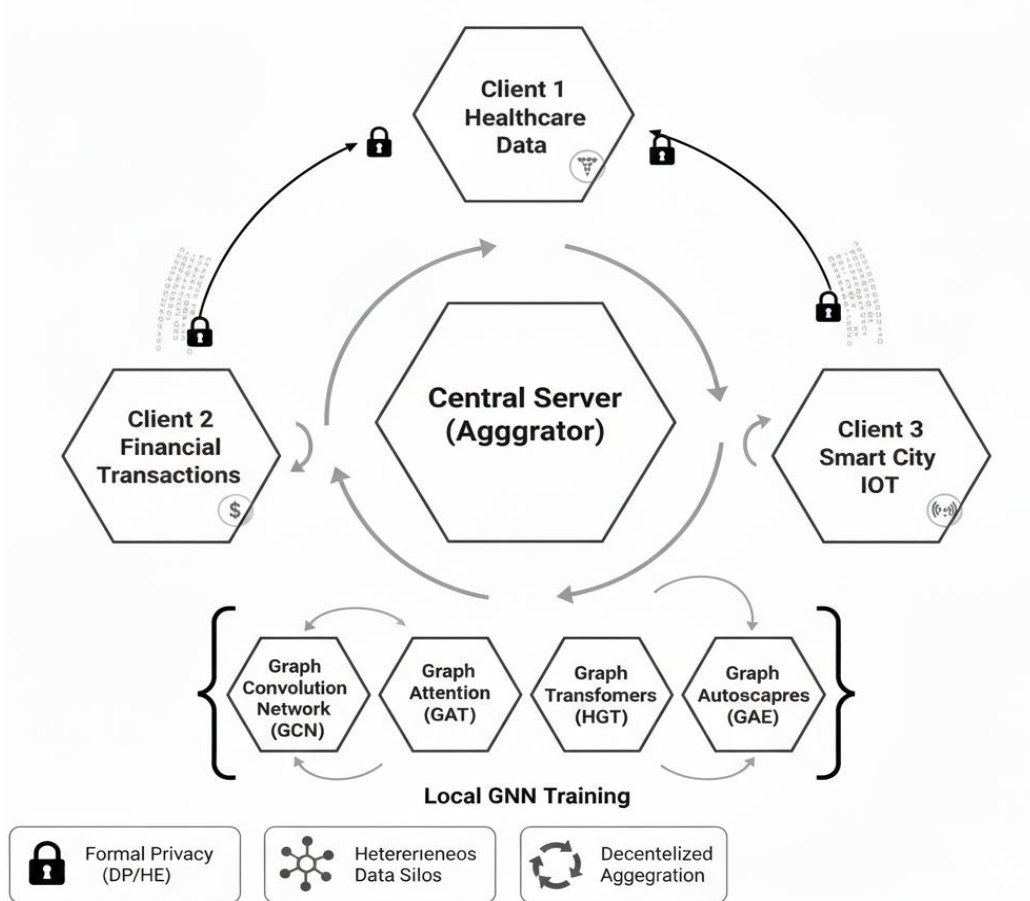 Client 1
Healthcare
Data
Client 2
Financial
Transactions
$
Central Server
(Agggrator)
Client 3
Smart City
IOT
Graph
Convolution
Network
(GCN)
Graph
Attention
(GAT)
Graph
Transfomers
(HGT)
Graph
Autoscapres
(GAE)
Local GNN Training
Formal Privacy
(DP/HE)
Hetererieneos
Data Silos
Decentelized
Aggegration